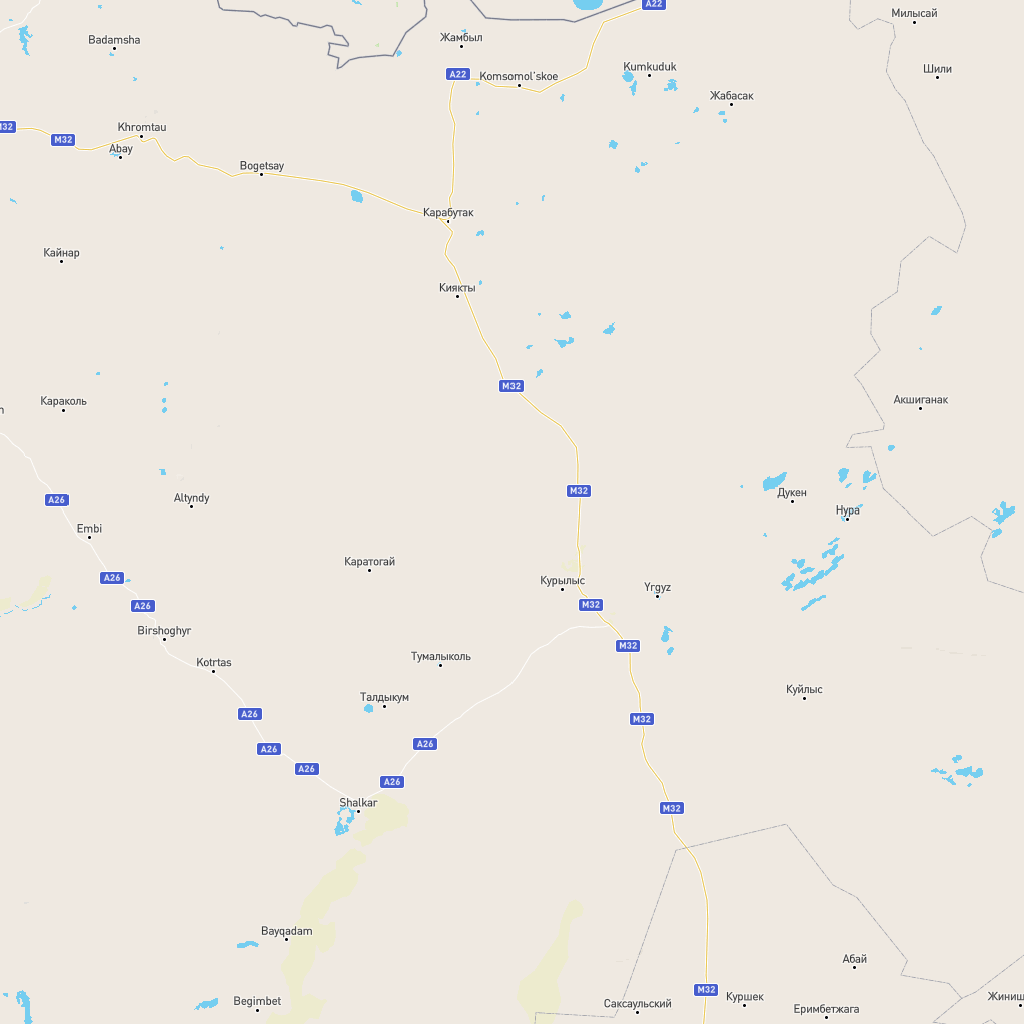 A22
Милысай
Badamsha
Жамбыл
Шили
A22
Komsomol'skoe
Kumkuduk
Жабасак
M32
Khromtau
M32
Abay
Bogetsay
Карабутак
Кайнар
Киякты
M32
Караколь
Акшиганак
A26
Altyndy
M32
Дукен
Нура
Embi
Каратогай
A26
Курылыс
Yrgyz
A26
M32
Birshoghyr
M32
Kotrtas
Тумалыколь
Талдыкум
Куйлыс
A26
M32
A26
A26
A26
A26
Shalkar
M32
Bayqadam
Абай
M32
Begimbet
Саксаульский
Куршек
Еримбетжага